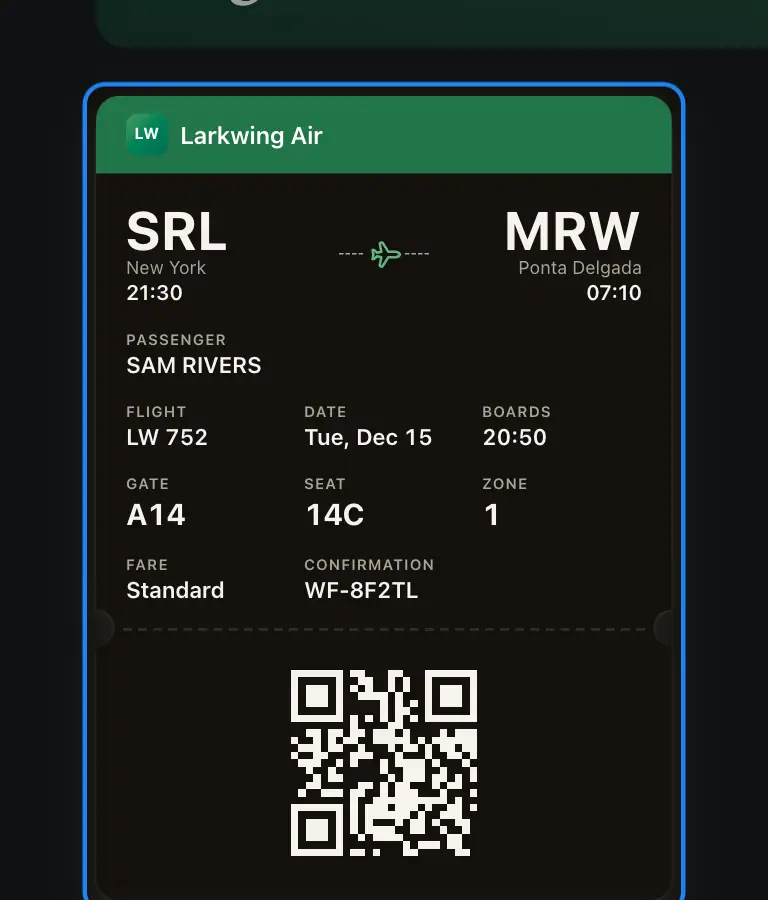 LW Larkwing Air
SRL MRW
New York Ponta Delgada
21:30 07:10
PASSENGER
SAM RIVERS
FLIGHT DATE BOARDS
LW 752 Tue, Dec 15 20:50
GATE SEAT ZONE
A14 14C 1
FARE CONFIRMATION
Standard WF-8F2TL